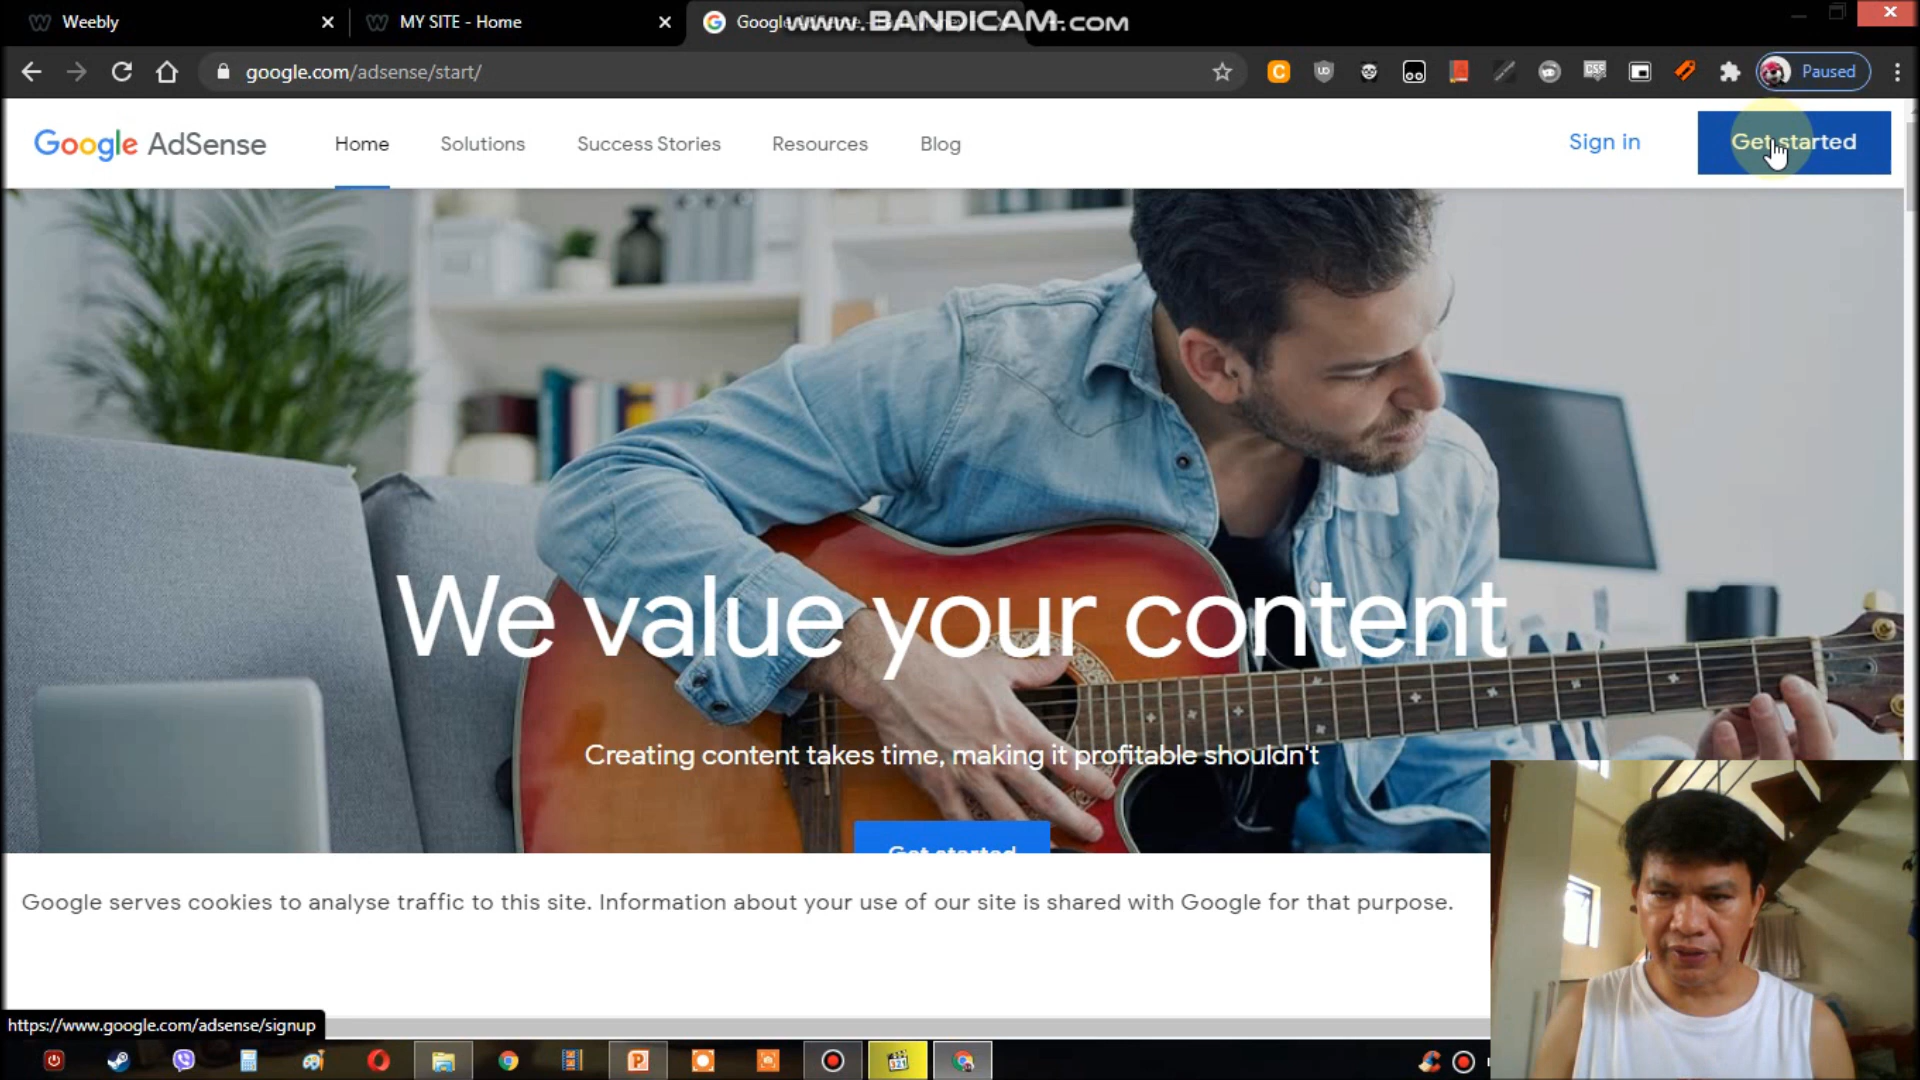 Weebly
MY SITE - Home
Google
www.BANDICAM.com
google.com/adsense/start/
Paused
Google AdSense
Home
Solutions
Success Stories
Resources
Blog
Sign in
Get started
We value your content
Creating content takes time, making it profitable shouldn't
Get started
Google serves cookies to analyse traffic to this site. Information about your use of our site is shared with Google for that purpose.
https://www.google.com/adsense/signup